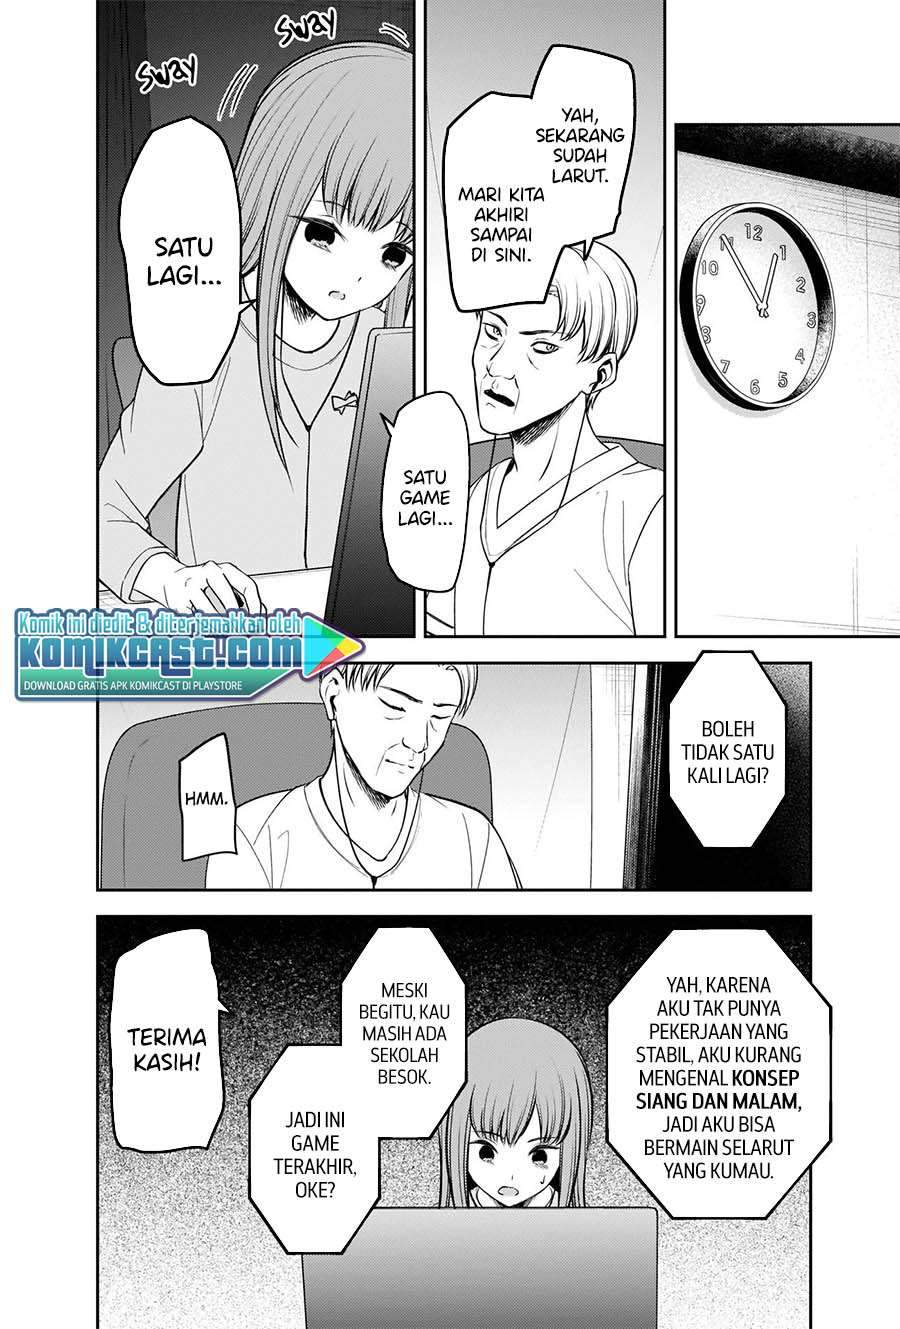 12
1
2
3
4
5
6
7
8
9
10
YAH,
SEKARANG
SUDAH
LARUT.
MARI KITA
AKHIRI
SAMPAI
DI SINI.
SATU
GAME
LAGI...
SWAY
SWAY
SATU
LAGI...
Komik ini diedit & diterjemahkan oleh
KOMIKCAST.COM
DOWNLOAD GRATIS APK KOMIKCAST DI PLAYSTORE
BOLEH
TIDAK SATU
KALI LAGI?
HMM.
YAH, KARENA
AKU TAK PUNYA
PEKERJAAN YANG
STABIL, AKU KURANG
MENGENAL KONSEP
SIANG DAN MALAM,
JADI AKU BISA
BERMAIN SELARUT
YANG KUMAU.
MESKI
BEGITU, KAU
MASIH ADA
SEKOLAH
BESOK.
JADI INI
GAME
TERAKHIR,
OKE?
TERIMA
KASIH!